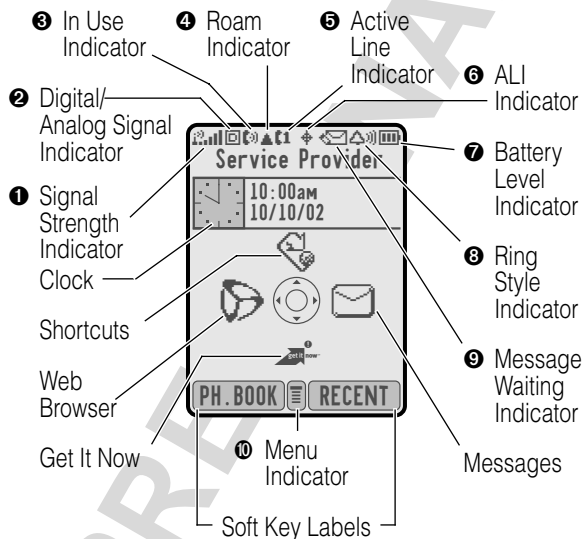 ❸ In Use
Indicator
❹ Roam
Indicator
❺ Active
Line
Indicator
❻ ALI
Indicator
❷ Digital/
Analog Signal
Indicator
❼ Battery
Level
Indicator
❶ Signal
Strength
Indicator
Service Provider
10:00AM
10/10/02
Clock
❽ Ring
Style
Indicator
Shortcuts
❾ Message
Waiting
Indicator
Web
Browser
get it now
PH.BOOK
RECENT
Get It Now
❿ Menu
Indicator
Messages
Soft Key Labels